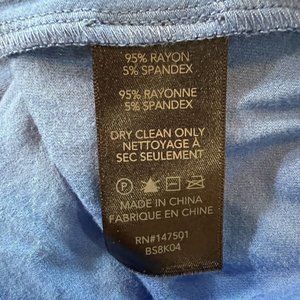 95% RAYON
5% SPANDEX
95% RAYONNE
5% SPANDEX
DRY CLEAN ONLY
NETTOYAGE À
SEC SEULEMENT
P
MADE IN CHINA
FABRIQUE EN CHINE
RN#147501
BS8K04